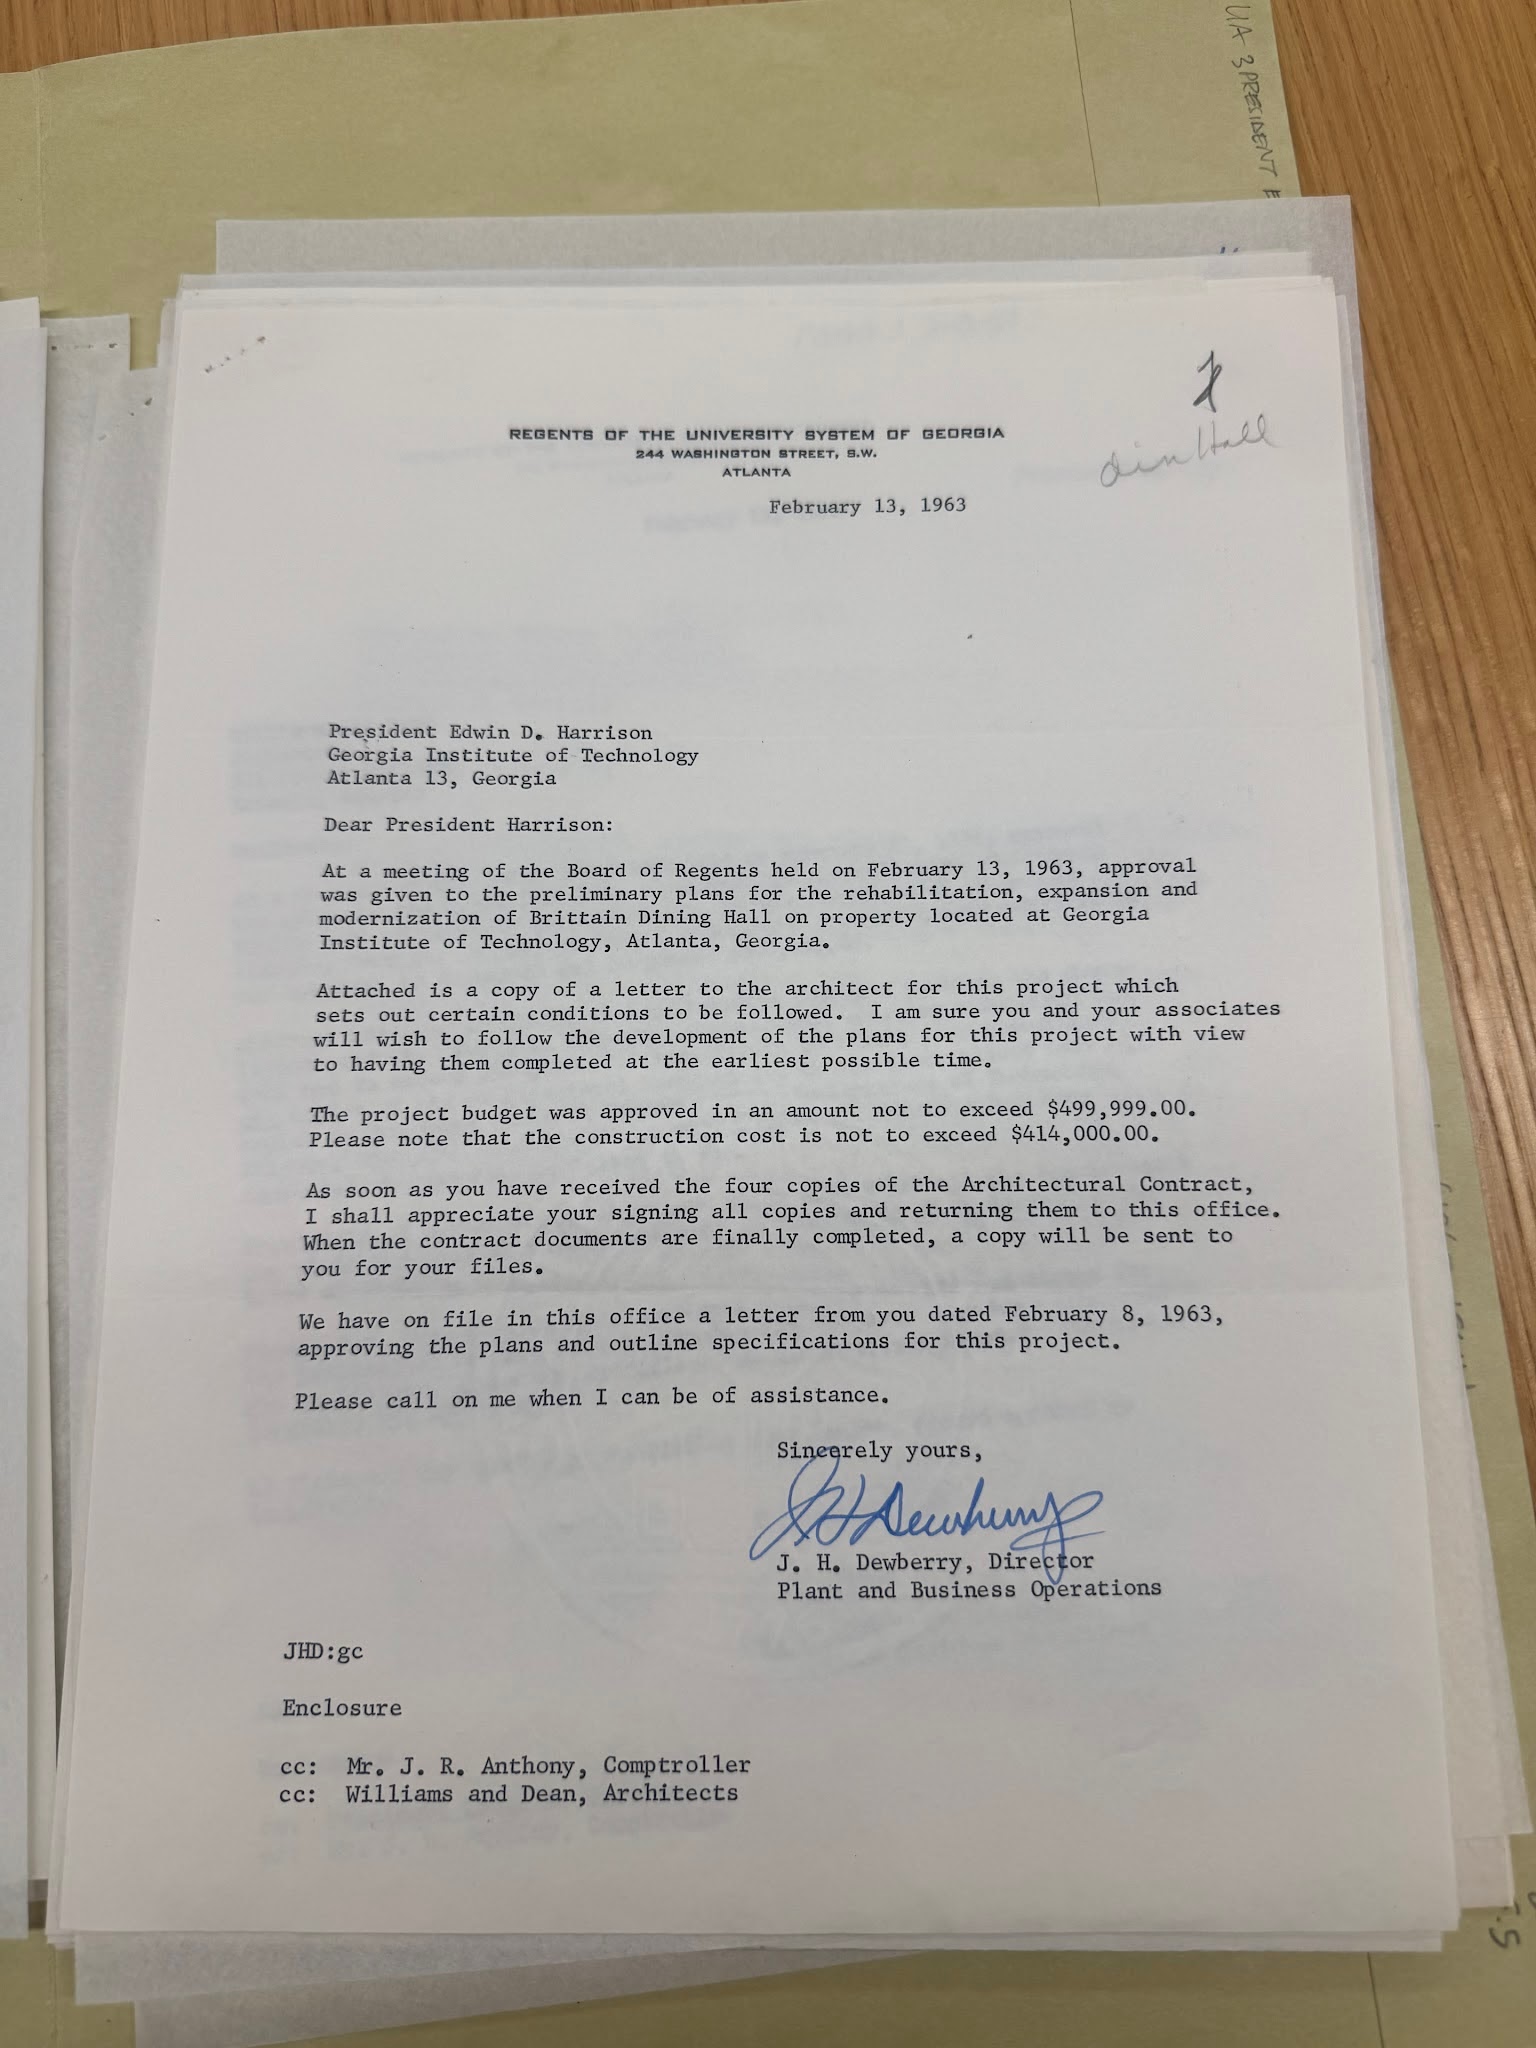 UA 3 PRESIDENT
REGENTS OF THE UNIVERSITY SYSTEM OF GEORGIA
244 WASHINGTON STREET, S.W.
ATLANTA
din Hall
February 13, 1963
President Edwin D. Harrison
Georgia Institute of Technology
Atlanta 13, Georgia
Dear President Harrison:
At a meeting of the Board of Regents held on February 13, 1963, approval
was given to the preliminary plans for the rehabilitation, expansion and
modernization of Brittain Dining Hall on property located at Georgia
Institute of Technology, Atlanta, Georgia.
Attached is a copy of a letter to the architect for this project which
sets out certain conditions to be followed.  I am sure you and your associates
will wish to follow the development of the plans for this project with view
to having them completed at the earliest possible time.
The project budget was approved in an amount not to exceed $499,999.00.
Please note that the construction cost is not to exceed $414,000.00.
As soon as you have received the four copies of the Architectural Contract,
I shall appreciate your signing all copies and returning them to this office.
When the contract documents are finally completed, a copy will be sent to
you for your files.
We have on file in this office a letter from you dated February 8, 1963,
approving the plans and outline specifications for this project.
Please call on me when I can be of assistance.
Sincerely yours,
J H Dewberry
J. H. Dewberry, Director
Plant and Business Operations
JHD:gc
Enclosure
cc:  Mr. J. R. Anthony, Comptroller
cc:  Williams and Dean, Architects